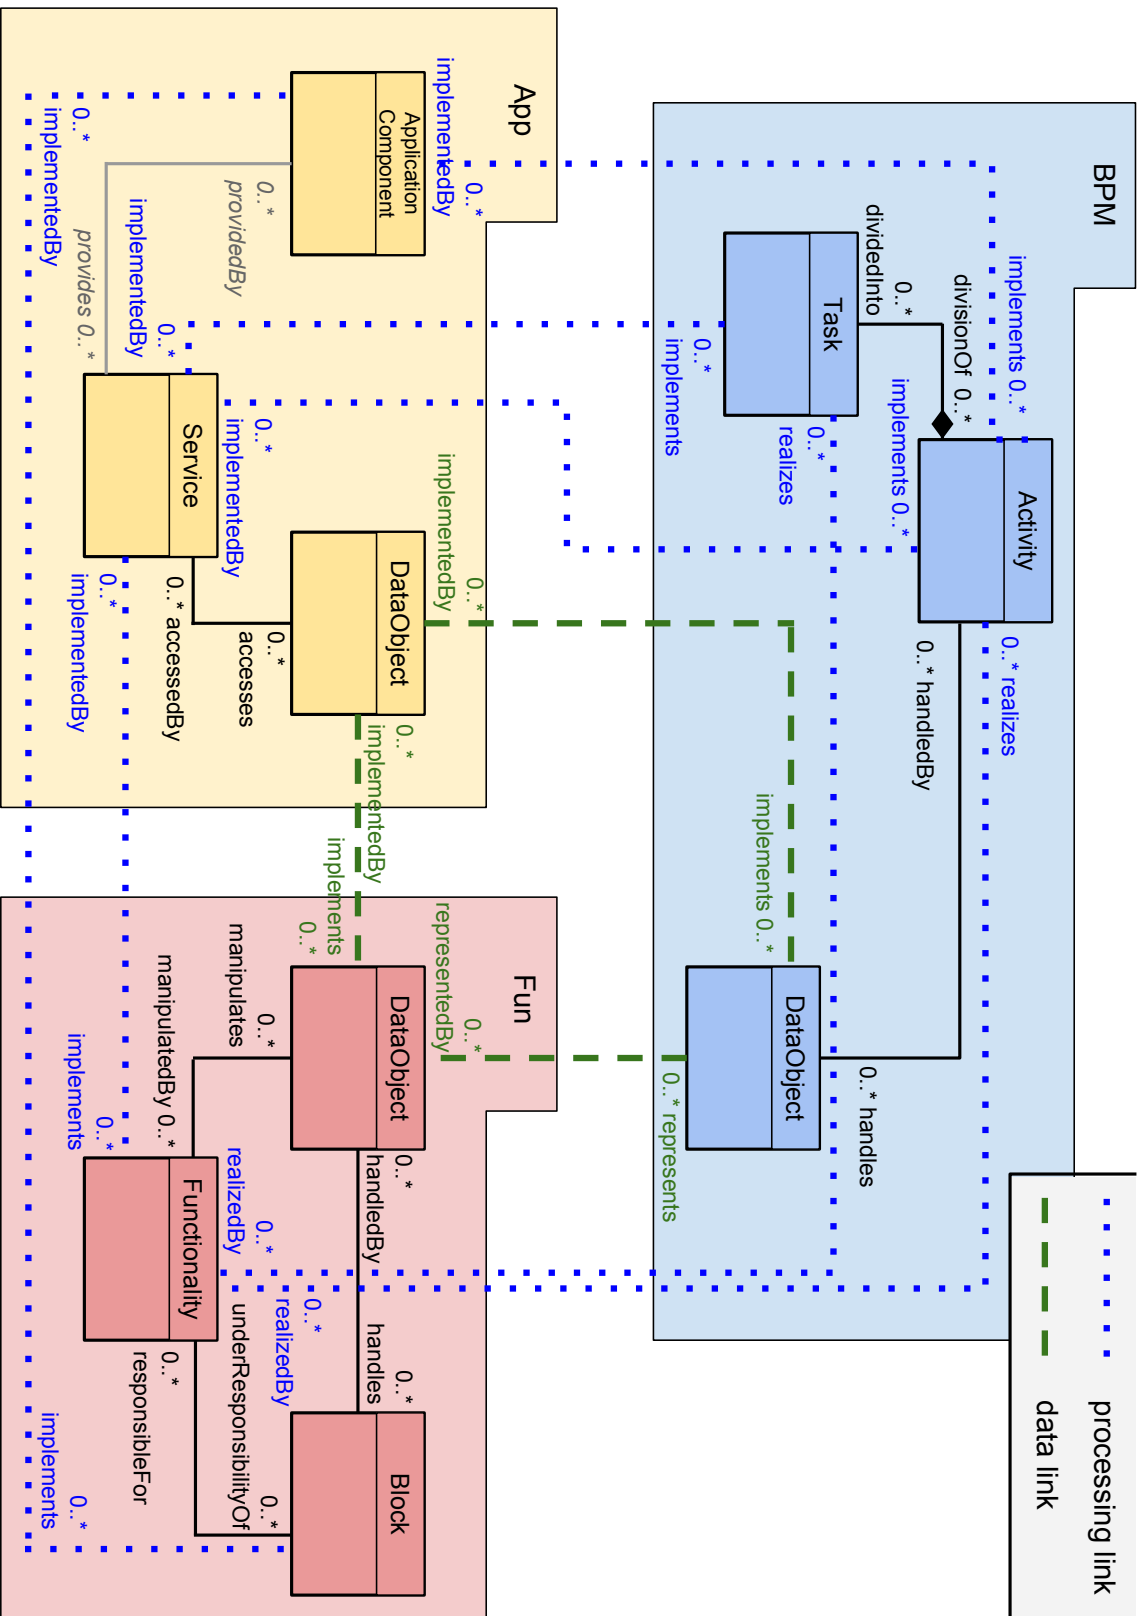 BPM
implements 0..*
Activity
divisionOf 0..*
0..*
dividedInto
Task
implements 0..*
0..* realizes
0..* handledBy
0..*
realizes
0..*
implements
0..* handles
DataObject
implements 0..*
0..* represents
processing link
data link
App
0..*
implementedBy
Application
Component
0..*
providedBy
0..*
implementedBy
provides 0..*
0..*
implementedBy
Service
0..*
implementedBy
0..*
implementedBy
DataObject
0..*
implementedBy
0..*
accesses
0..* accessedBy
0..*
implementedBy
Fun
0..*
representedBy
implements
0..*
DataObject
0..*
manipulates
manipulatedBy 0..*
0..*
implements
Functionality
0..*
realizedBy
0..*
realizedBy
0..*
handledBy
0..*
handles
Block
0..*
underResponsibilityOf
0..*
responsibleFor
0..*
implements